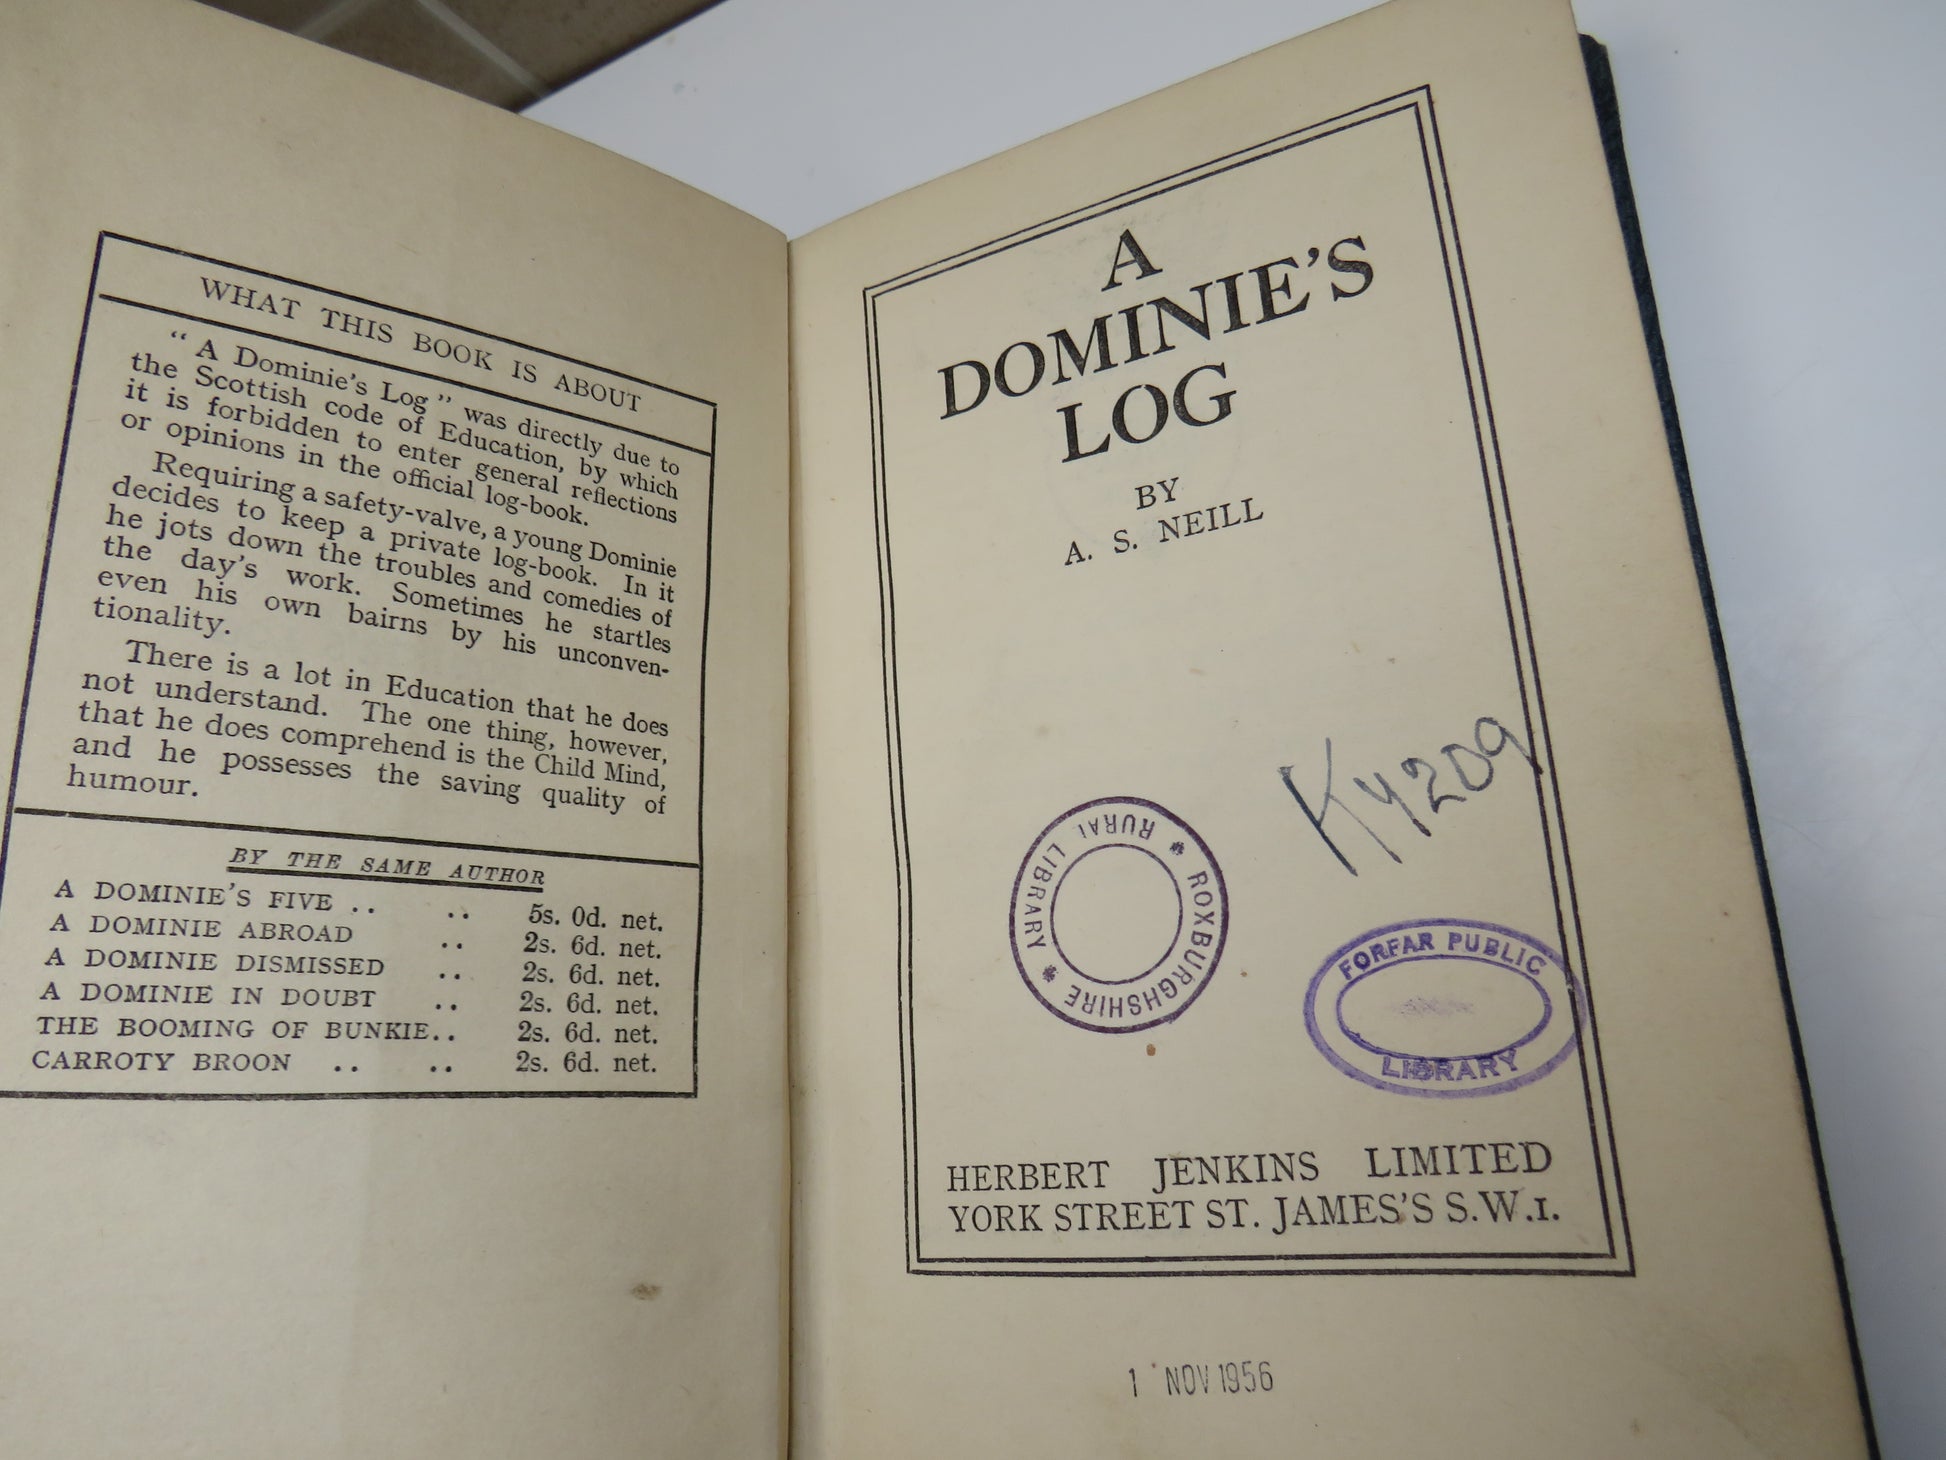 WHAT THIS BOOK IS ABOUT
" A Dominie's Log " was directly due to
the Scottish code of Education, by which
it is forbidden to enter general reflections
or opinions in the official log-book.
Requiring a safety-valve, a young Dominie
decides to keep a private log-book. In it
he jots down the troubles and comedies of
the day's work. Sometimes he startles
even his own bairns by his unconven-
tionality.
There is a lot in Education that he does
not understand. The one thing, however,
that he does comprehend is the Child Mind,
and he possesses the saving quality of
humour.
BY THE SAME AUTHOR
A DOMINIE'S FIVE .. .. 5s. 0d. net.
A DOMINIE ABROAD .. 2s. 6d. net.
A DOMINIE DISMISSED .. 2s. 6d. net.
A DOMINIE IN DOUBT .. 2s. 6d. net.
THE BOOMING OF BUNKIE.. 2s. 6d. net.
CARROTY BROON .. .. 2s. 6d. net.
A
DOMINIE'S
LOG
BY
A. S. NEILL
Ky209
ROXBURGHSHIRE * RURAL LIBRARY *
FORFAR PUBLIC
LIBRARY
HERBERT JENKINS LIMITED
YORK STREET ST. JAMES'S S.W.1.
1 NOV 1956